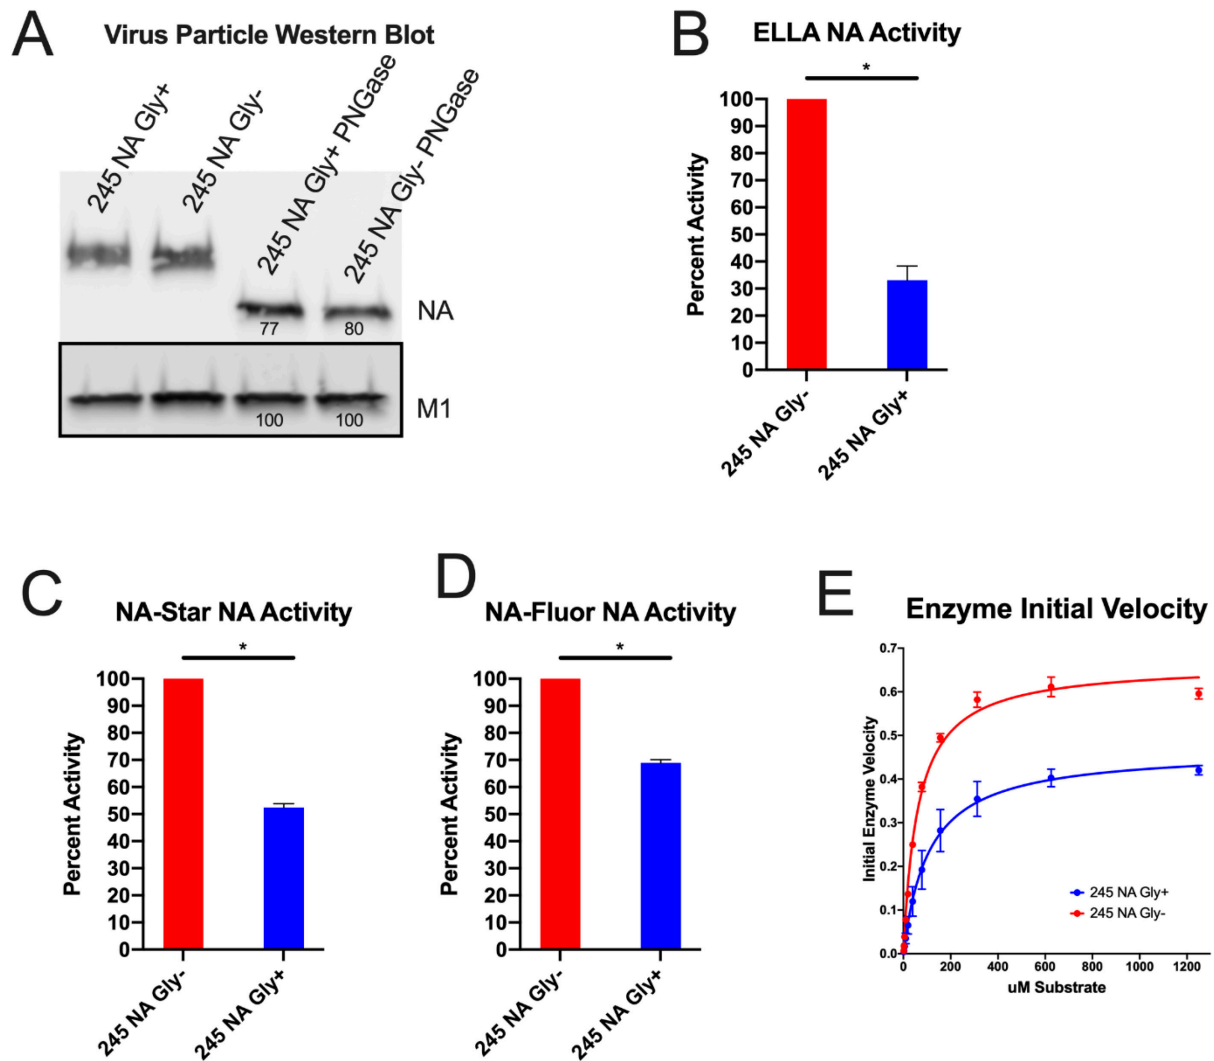 A
Virus Particle Western Blot
245 NA Gly+
245 NA Gly-
245 NA Gly+ PNGase
245 NA Gly- PNGase
NA
77
80
M1
100
100
B
ELLA NA Activity
*
Percent Activity
100
90
80
70
60
50
40
30
20
10
0
245 NA Gly-
245 NA Gly+
C
NA-Star NA Activity
*
Percent Activity
100
90
80
70
60
50
40
30
20
10
0
245 NA Gly-
245 NA Gly+
D
NA-Fluor NA Activity
*
Percent Activity
100
90
80
70
60
50
40
30
20
10
0
245 NA Gly-
245 NA Gly+
E
Enzyme Initial Velocity
Initial Enzyme Velocity
0.7
0.6
0.5
0.4
0.3
0.2
0.1
0.0
245 NA Gly+
245 NA Gly-
0 200 400 600 800 1000 1200
uM Substrate